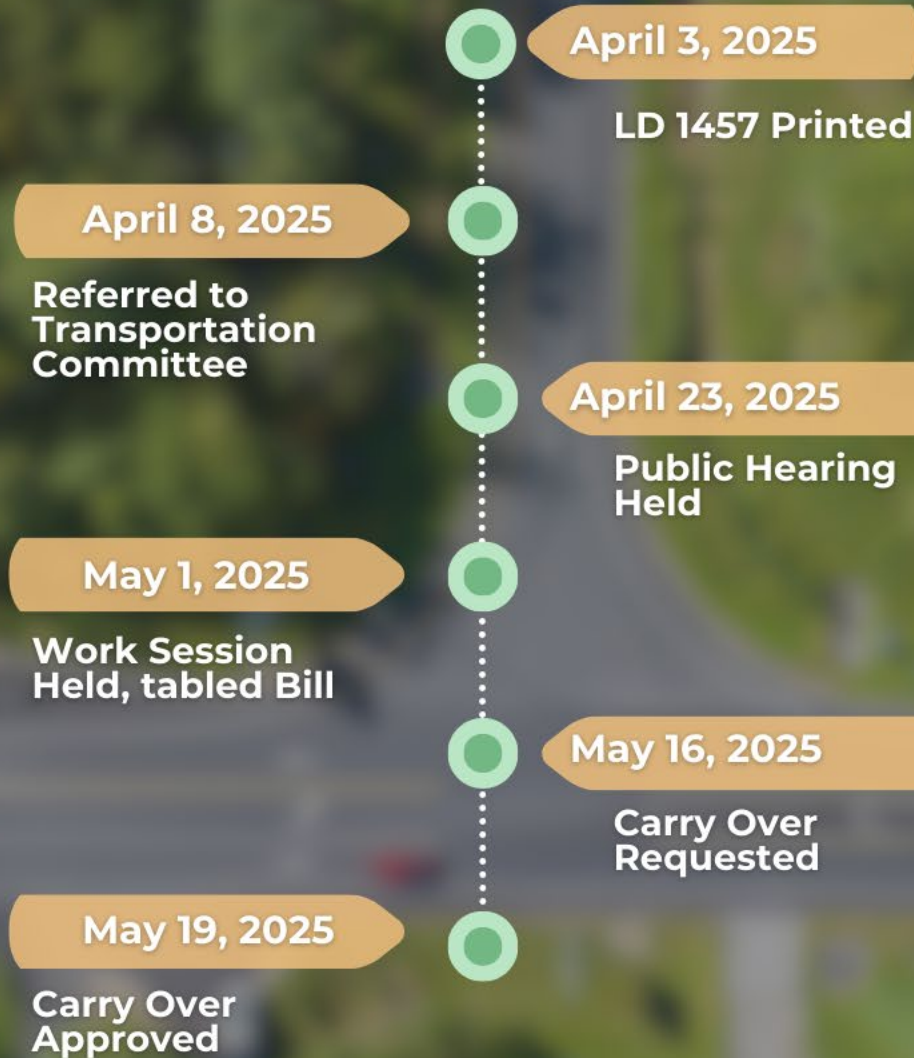 April 3, 2025
LD 1457 Printed
April 8, 2025
Referred to
Transportation
Committee
April 23, 2025
Public Hearing
Held
May 1, 2025
Work Session
Held, tabled Bill
May 16, 2025
Carry Over
Requested
May 19, 2025
Carry Over
Approved